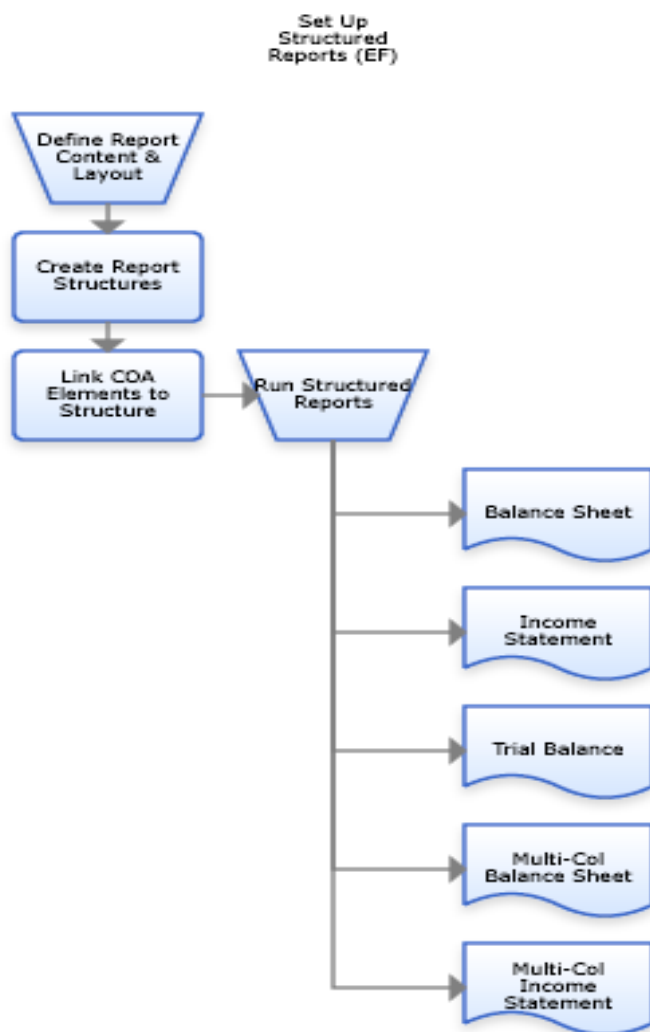 Set Up
Structured
Reports (EF)
Define Report
Content &
Layout
Create Report
Structures
Link COA
Elements to
Structure
Run Structured
Reports
Balance Sheet
Income
Statement
Trial Balance
Multi-Col
Balance Sheet
Multi-Col
Income
Statement